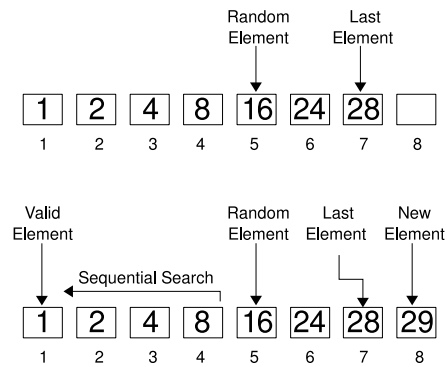 Random Last
Element Element
1 2 4 8 16 24 28
1 2 3 4 5 6 7 8
Valid Random Last New
Element Element Element Element
Sequential Search
1 2 4 8 16 24 28 29
1 2 3 4 5 6 7 8